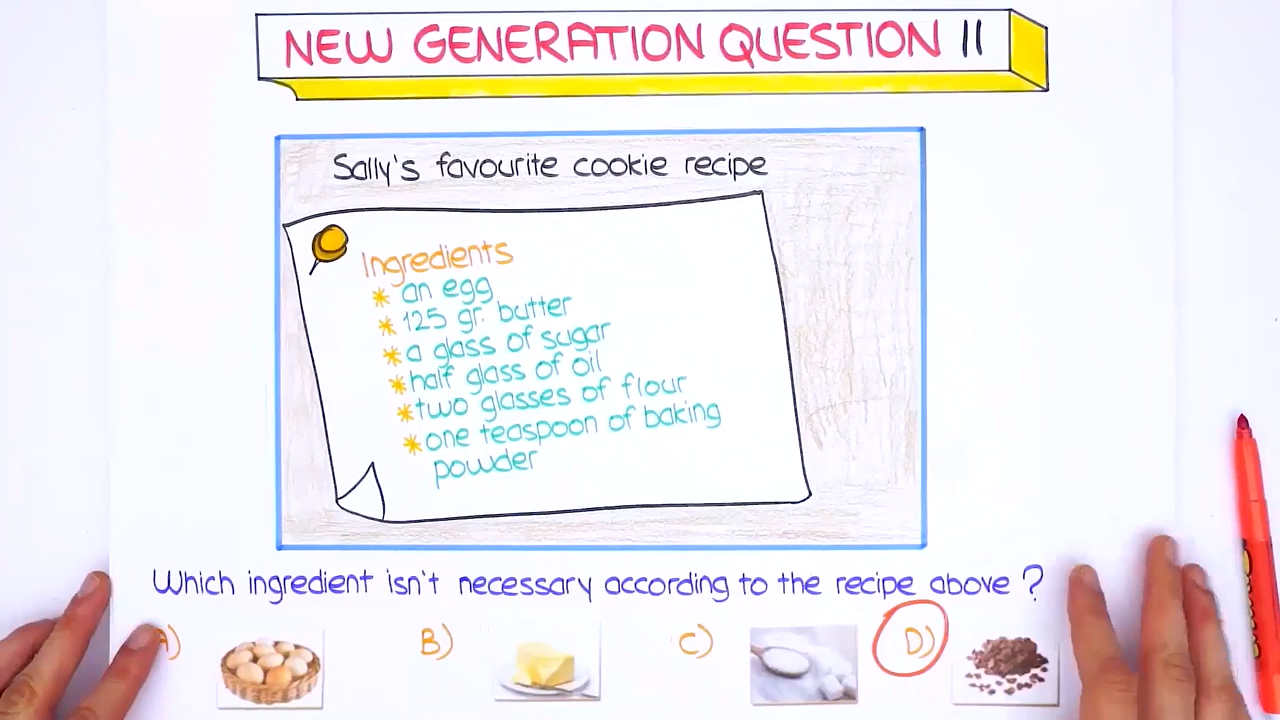 NEW GENERATION QUESTION 11
Sally's favourite cookie recipe
Ingredients
* an egg
* 125 gr. butter
* a glass of sugar
* half glass of oil
* two glasses of flour
* one teaspoon of baking
powder
Which ingredient isn't necessary according to the recipe above?
A) B) C) D)